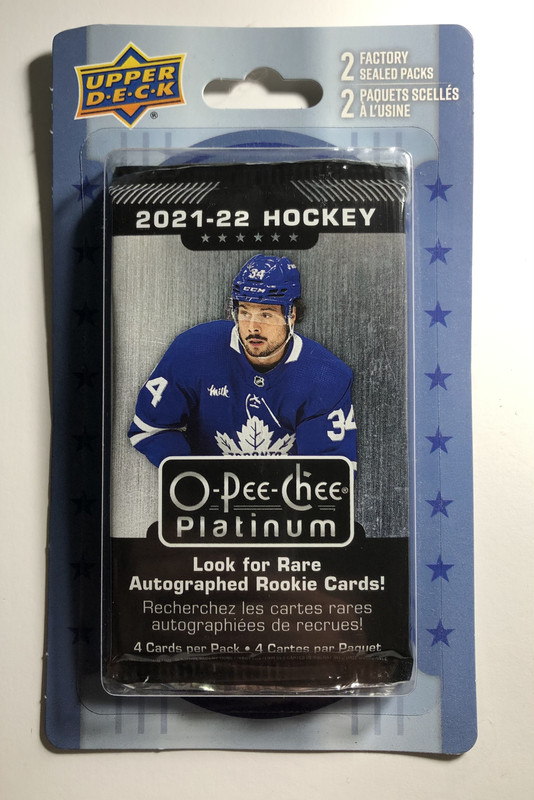 UPPER
D·E·C·K
®
2 FACTORY
SEALED PACKS
2 PAQUETS SCELLÉS
À L'USINE
2021-22 HOCKEY
34
CCM
4
milk
34
TORONTO
O-Pee-Chee®
Platinum
Look for Rare
Autographed Rookie Cards!
Recherchez les cartes rares
autographiées de recrues!
4 Cards per Pack • 4 Cartes par Paquet